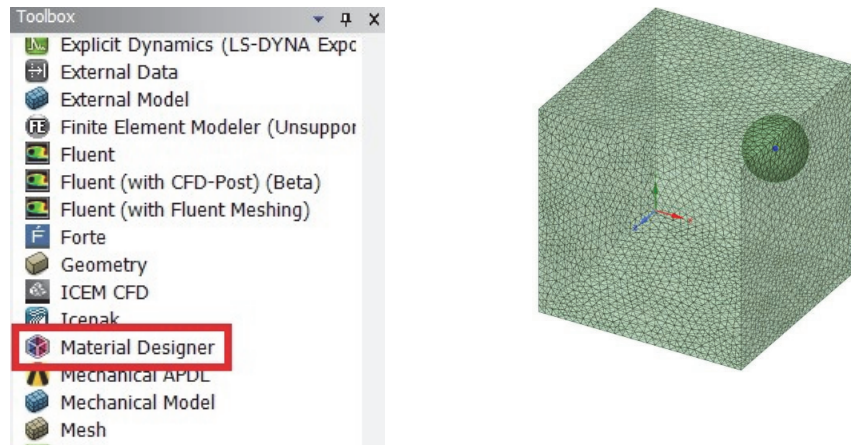 Toolbox
Explicit Dynamics (LS-DYNA Expo
External Data
External Model
Finite Element Modeler (Unsuppor
Fluent
Fluent (with CFD-Post) (Beta)
Fluent (with Fluent Meshing)
Forte
Geometry
ICEM CFD
Icepak
Material Designer
Mechanical APDL
Mechanical Model
Mesh